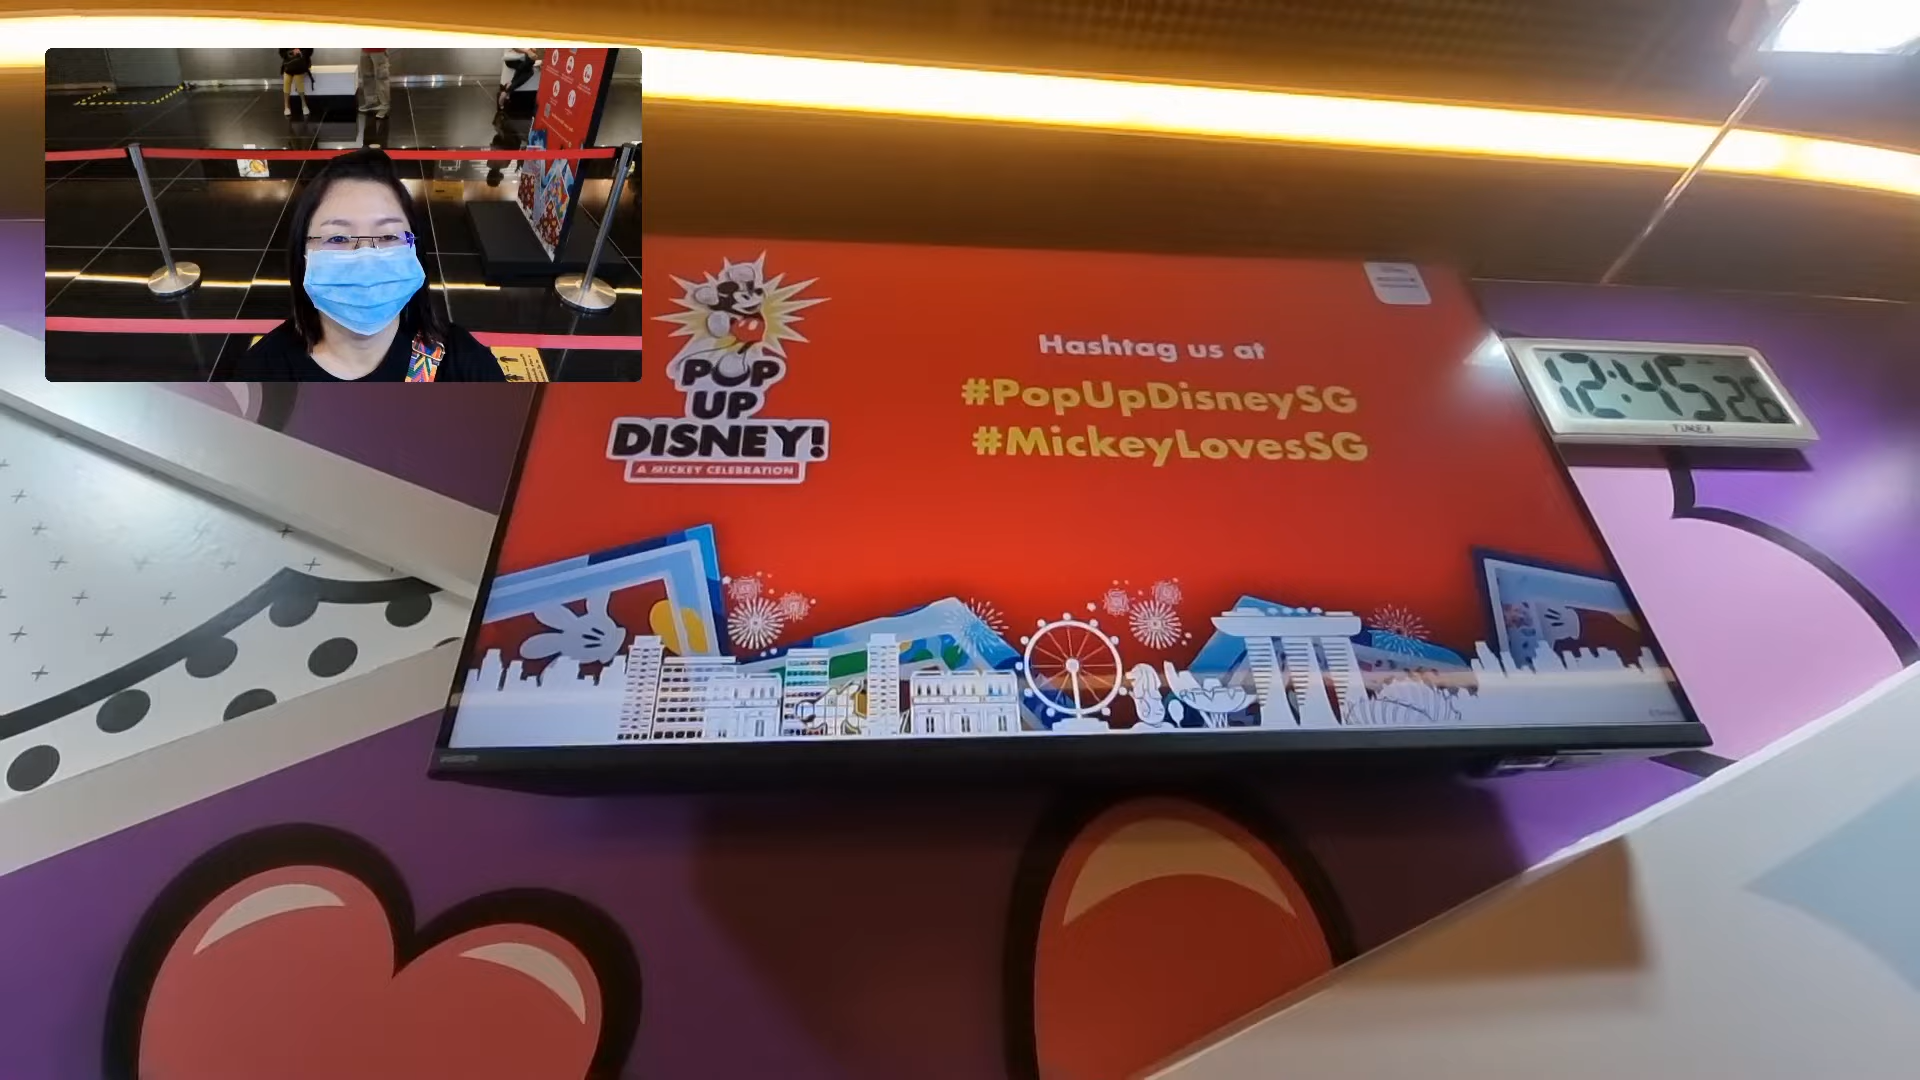 POP
UP
DISNEY!
A MICKEY CELEBRATION
Hashtag us at
#PopUpDisneySG
#MickeyLovesSG
12:45 26
TIMEX